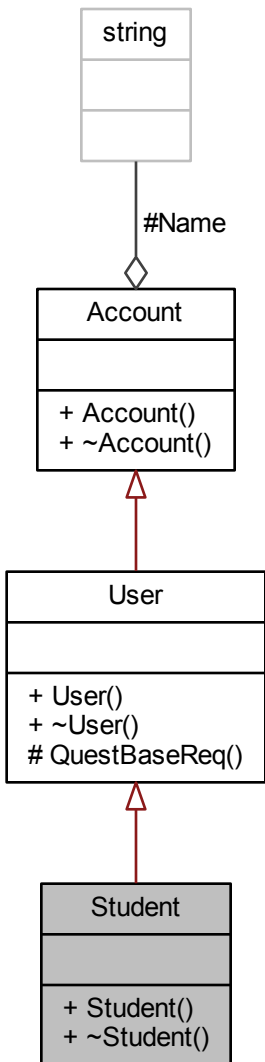 string
#Name
Account
+ Account()
+ ~Account()
User
+ User()
+ ~User()
# QuestBaseReq()
Student
+ Student()
+ ~Student()